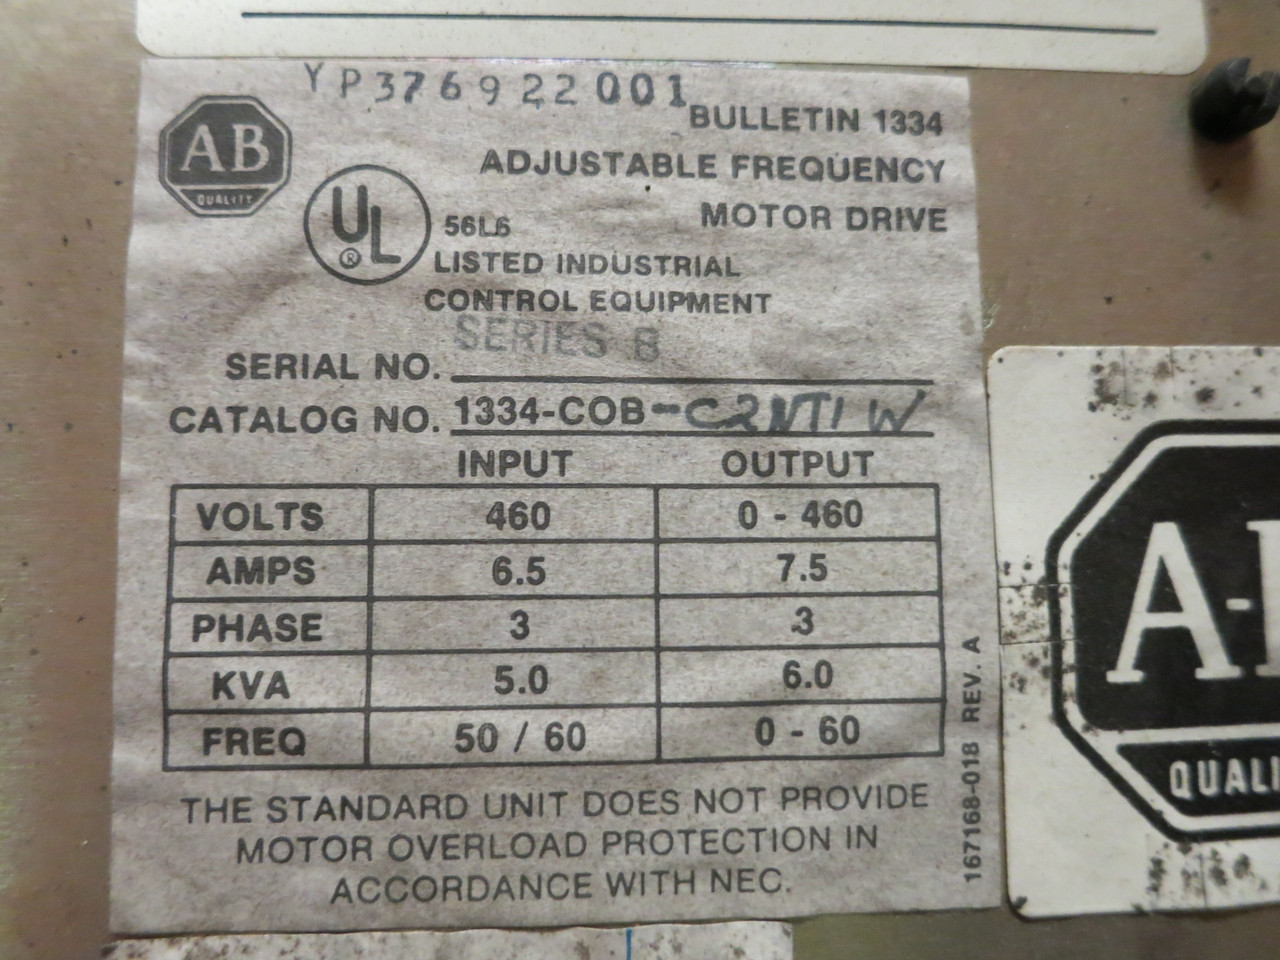 YP376922001
BULLETIN 1334
AB
QUALITY
ADJUSTABLE FREQUENCY
MOTOR DRIVE
UL
®
56L6
LISTED INDUSTRIAL
CONTROL EQUIPMENT
SERIES B
SERIAL NO.
CATALOG NO. 1334-COB-C2NT1W
INPUT OUTPUT
VOLTS 460 0 - 460
AMPS 6.5 7.5
PHASE 3 3
KVA 5.0 6.0
FREQ 50 / 60 0 - 60
THE STANDARD UNIT DOES NOT PROVIDE
MOTOR OVERLOAD PROTECTION IN
ACCORDANCE WITH NEC.
167168-018 REV. A
A-
QUALI